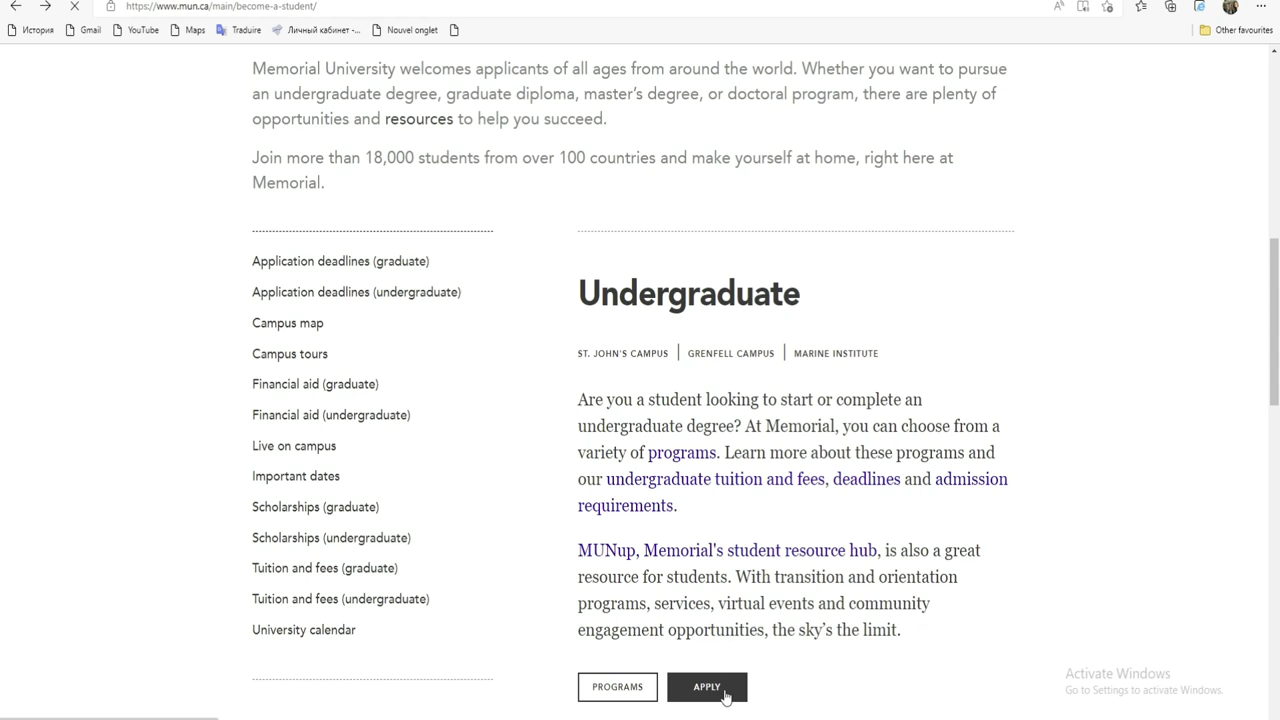 https://www.mun.ca/main/become-a-student/
История Gmail YouTube Maps Traduire Личный кабинет -... Nouvel onglet Other favourites
Memorial University welcomes applicants of all ages from around the world. Whether you want to pursue
an undergraduate degree, graduate diploma, master's degree, or doctoral program, there are plenty of
opportunities and resources to help you succeed.
Join more than 18,000 students from over 100 countries and make yourself at home, right here at
Memorial.
Application deadlines (graduate)
Application deadlines (undergraduate)
Campus map
Campus tours
Financial aid (graduate)
Financial aid (undergraduate)
Live on campus
Important dates
Scholarships (graduate)
Scholarships (undergraduate)
Tuition and fees (graduate)
Tuition and fees (undergraduate)
University calendar
Undergraduate
ST. JOHN'S CAMPUS | GRENFELL CAMPUS | MARINE INSTITUTE
Are you a student looking to start or complete an
undergraduate degree? At Memorial, you can choose from a
variety of programs. Learn more about these programs and
our undergraduate tuition and fees, deadlines and admission
requirements.
MUNup, Memorial's student resource hub, is also a great
resource for students. With transition and orientation
programs, services, virtual events and community
engagement opportunities, the sky's the limit.
PROGRAMS APPLY
Activate Windows
Go to Settings to activate Windows.